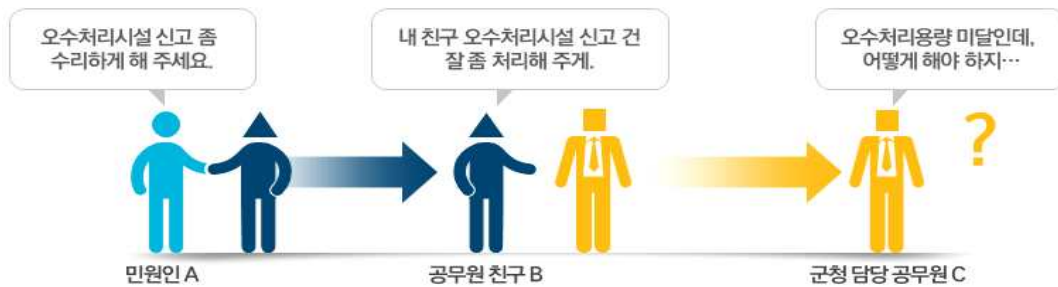 오수처리시설 신고 좀
수리하게 해 주세요.
내 친구 오수처리시설 신고 건
잘 좀 처리해 주게.
오수처리용량 미달인데,
어떻게 해야 하지…
?
민원인 A
공무원 친구 B
군청 담당 공무원 C